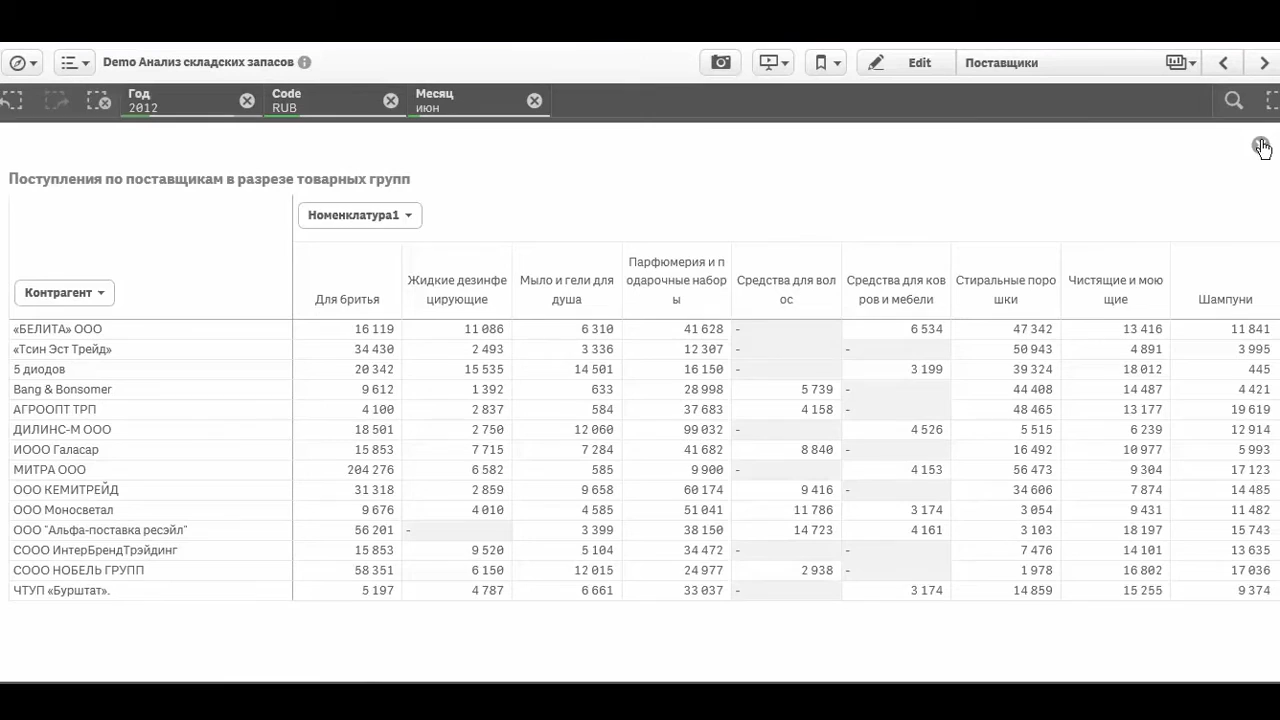 Demo Анализ складских запасов
Edit
Поставщики
Год
2012
Code
RUB
Месяц
июн
Поступления по поставщикам в разрезе товарных групп
Номенклатура1
Контрагент
Для бритья
Жидкие дезинфе
цирующие
Мыло и гели для
душа
Парфюмерия и п
одарочные набор
ы
Средства для вол
ос
Средства для ков
ров и мебели
Стиральные поро
шки
Чистящие и мою
щие
Шампуни
«БЕЛИТА» ООО 16 119 11 086 6 310 41 628 - 6 534 47 342 13 416 11 841
«Тсин Эст Трейд» 34 430 2 493 3 336 12 307 - - 50 943 4 891 3 995
5 диодов 20 342 15 535 14 501 16 150 - 3 199 39 324 18 012 445
Bang & Bonsomer 9 612 1 392 633 28 998 5 739 - 44 408 14 487 4 421
АГРООПТ ТРП 4 100 2 837 584 37 683 4 158 - 48 465 13 177 19 619
ДИЛИНС-М ООО 18 501 2 750 12 060 99 032 - 4 526 5 515 6 239 12 914
ИООО Галасар 15 853 7 715 7 284 41 682 8 840 - 16 492 10 977 5 993
МИТРА ООО 204 276 6 582 585 9 900 - 4 153 56 473 9 304 17 123
ООО КЕМИТРЕЙД 31 318 2 859 9 658 60 174 9 416 - 34 606 7 874 14 485
ООО Моносветал 9 676 4 010 4 585 51 041 11 786 3 174 3 054 9 431 11 482
ООО "Альфа-поставка ресэйл" 56 201 - 3 399 38 150 14 723 4 161 3 103 18 197 15 743
СООО ИнтерБрендТрэйдинг 15 853 9 520 5 104 34 472 - - 7 476 14 101 13 635
СООО НОБЕЛЬ ГРУПП 58 351 6 150 12 015 24 977 2 938 - 1 978 16 802 17 036
ЧТУП «Бурштат». 5 197 4 787 6 661 33 037 - 3 174 14 859 15 255 9 374